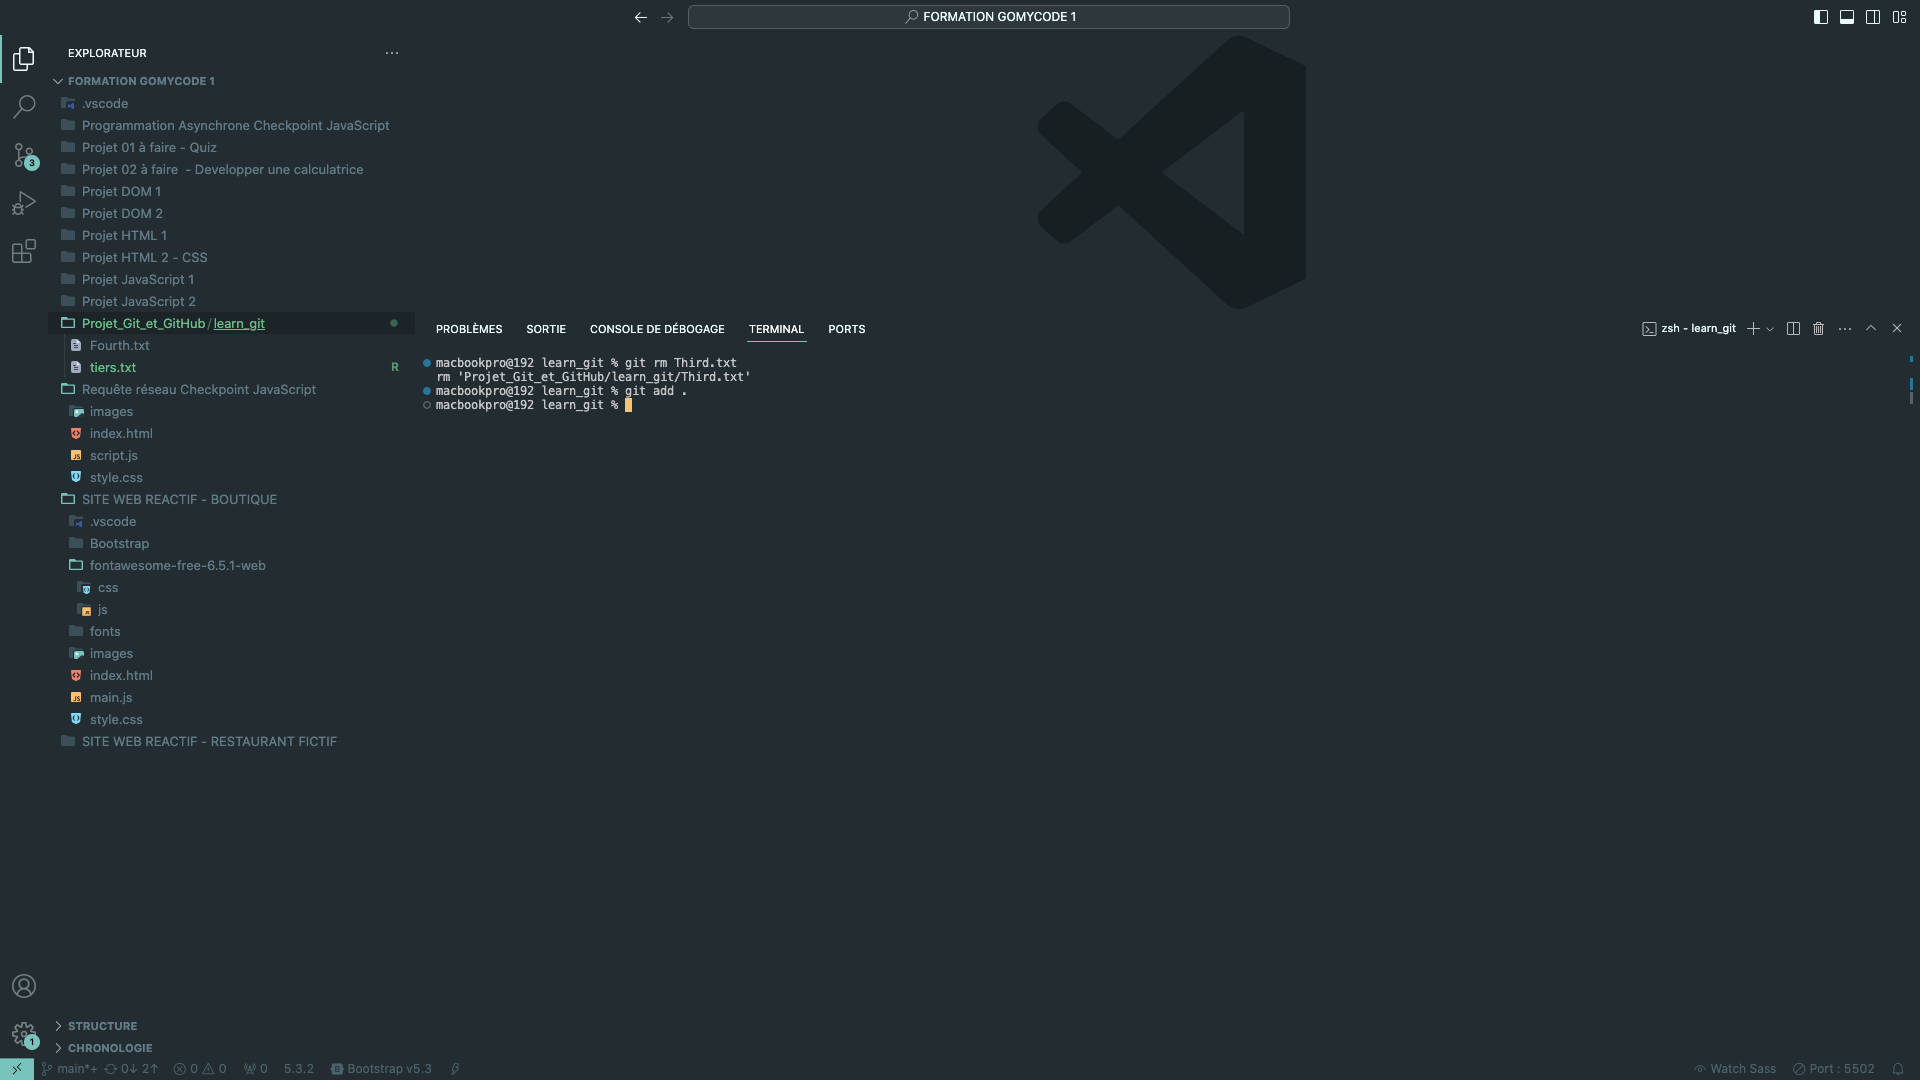 FORMATION GOMYCODE 1
EXPLORATEUR
FORMATION GOMYCODE 1
.vscode
Programmation Asynchrone Checkpoint JavaScript
Projet 01 à faire - Quiz
Projet 02 à faire  - Developper une calculatrice
Projet DOM 1
Projet DOM 2
Projet HTML 1
Projet HTML 2 - CSS
Projet JavaScript 1
Projet JavaScript 2
Projet_Git_et_GitHub / learn_git
Fourth.txt
tiers.txt R
Requête réseau Checkpoint JavaScript
images
index.html
script.js
style.css
SITE WEB REACTIF - BOUTIQUE
.vscode
Bootstrap
fontawesome-free-6.5.1-web
css
js
fonts
images
index.html
main.js
style.css
SITE WEB REACTIF - RESTAURANT FICTIF
STRUCTURE
CHRONOLOGIE
3
1
PROBLÈMES SORTIE CONSOLE DE DÉBOGAGE TERMINAL PORTS
zsh - learn_git
macbookpro@192 learn_git % git rm Third.txt
rm 'Projet_Git_et_GitHub/learn_git/Third.txt'
macbookpro@192 learn_git % git add .
macbookpro@192 learn_git %
main*+ 0↓ 2↑ 0 0 0 5.3.2 Bootstrap v5.3
Watch Sass Port : 5502